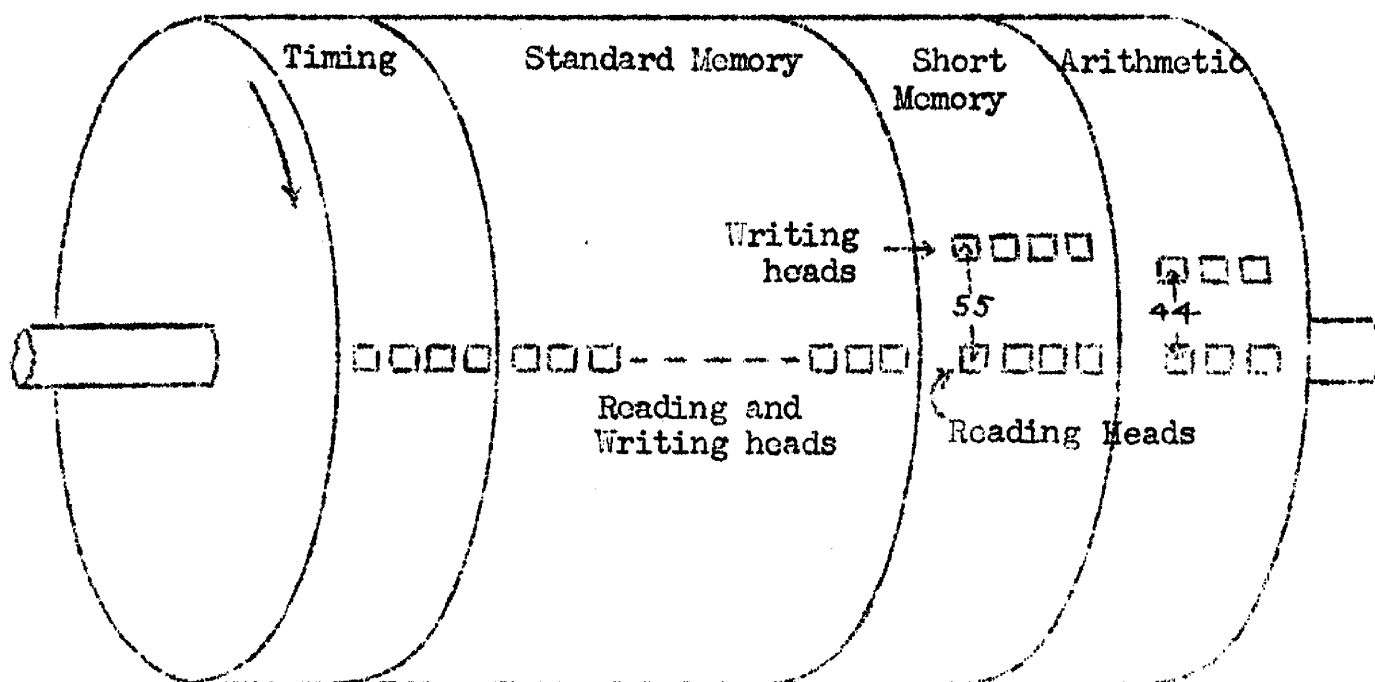 Timing
Standard Memory
Short
Memory
Arithmetic
Writing
heads
55
44
Reading and
Writing heads
Reading Heads